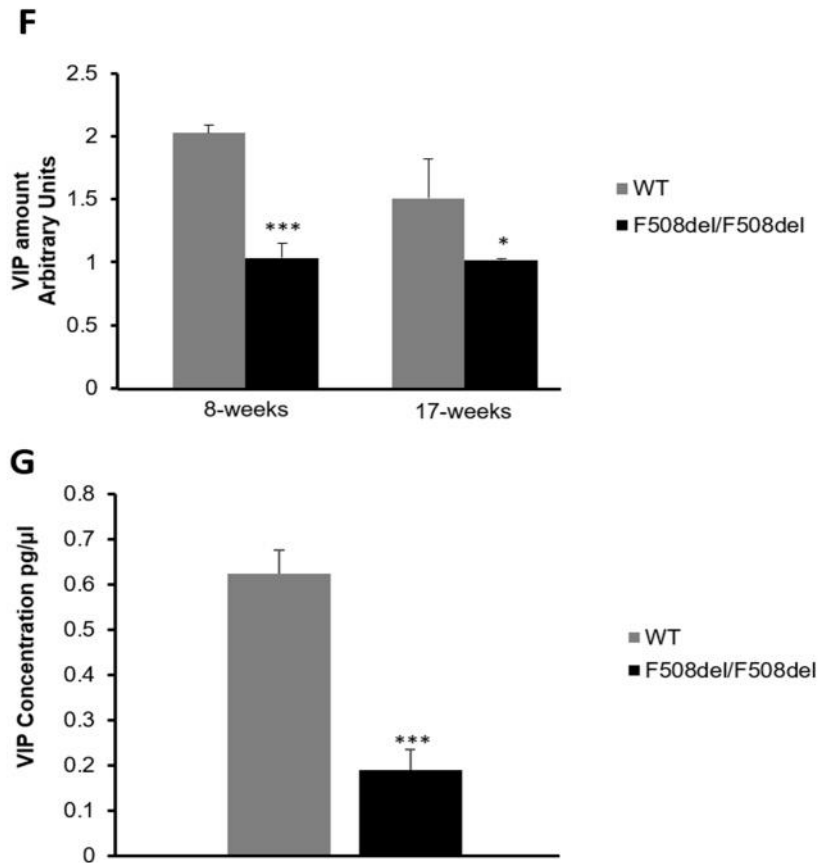 F
2.5
2
1.5
1
0.5
0
VIP amount
Arbitrary Units
***
*
8-weeks
17-weeks
WT
F508del/F508del
G
0.8
0.7
0.6
0.5
0.4
0.3
0.2
0.1
0
VIP Concentration pg/µl
***
WT
F508del/F508del